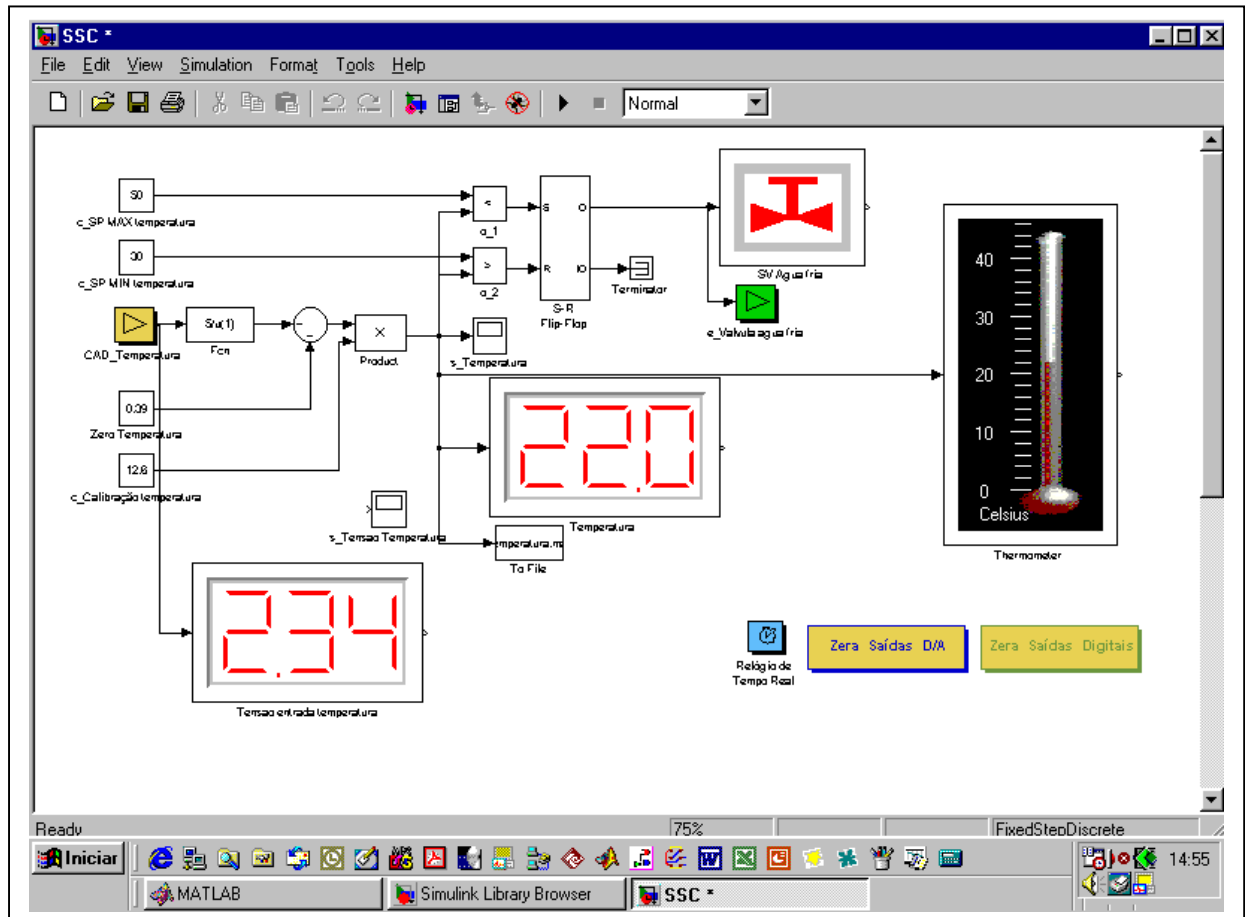 SSC *
File Edit View Simulation Format Tools Help
Normal
50
c_SP MAX temperatura
30
c_SP MIN temperatura
<
o_1
>
o_2
S O
R !O
S-R
Flip-Flop
Terminator
SV Agua fria
e_Valvula agua fria
CAD_Temperatura
5/u(1)
Fcn
Product
s_Temperatura
0.39
Zero Temperatura
12.6
c_Calibração temperatura
s_Tensao Temperatura
22.0
Temperatura
To File
2.34
Tensao entrada temperatura
40
30
20
10
0
Celsius
Thermometer
Relógio de
Tempo Real
Zera Saídas D/A
Zera Saídas Digitais
Ready
75%
FixedStepDiscrete
Iniciar
14:55
MATLAB
Simulink Library Browser
SSC *